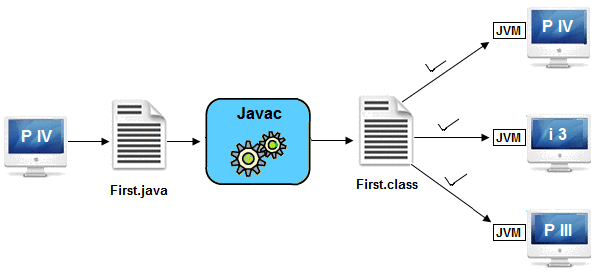 P IV
First.java
Javac
First.class
JVM
P IV
JVM
i 3
JVM
P III